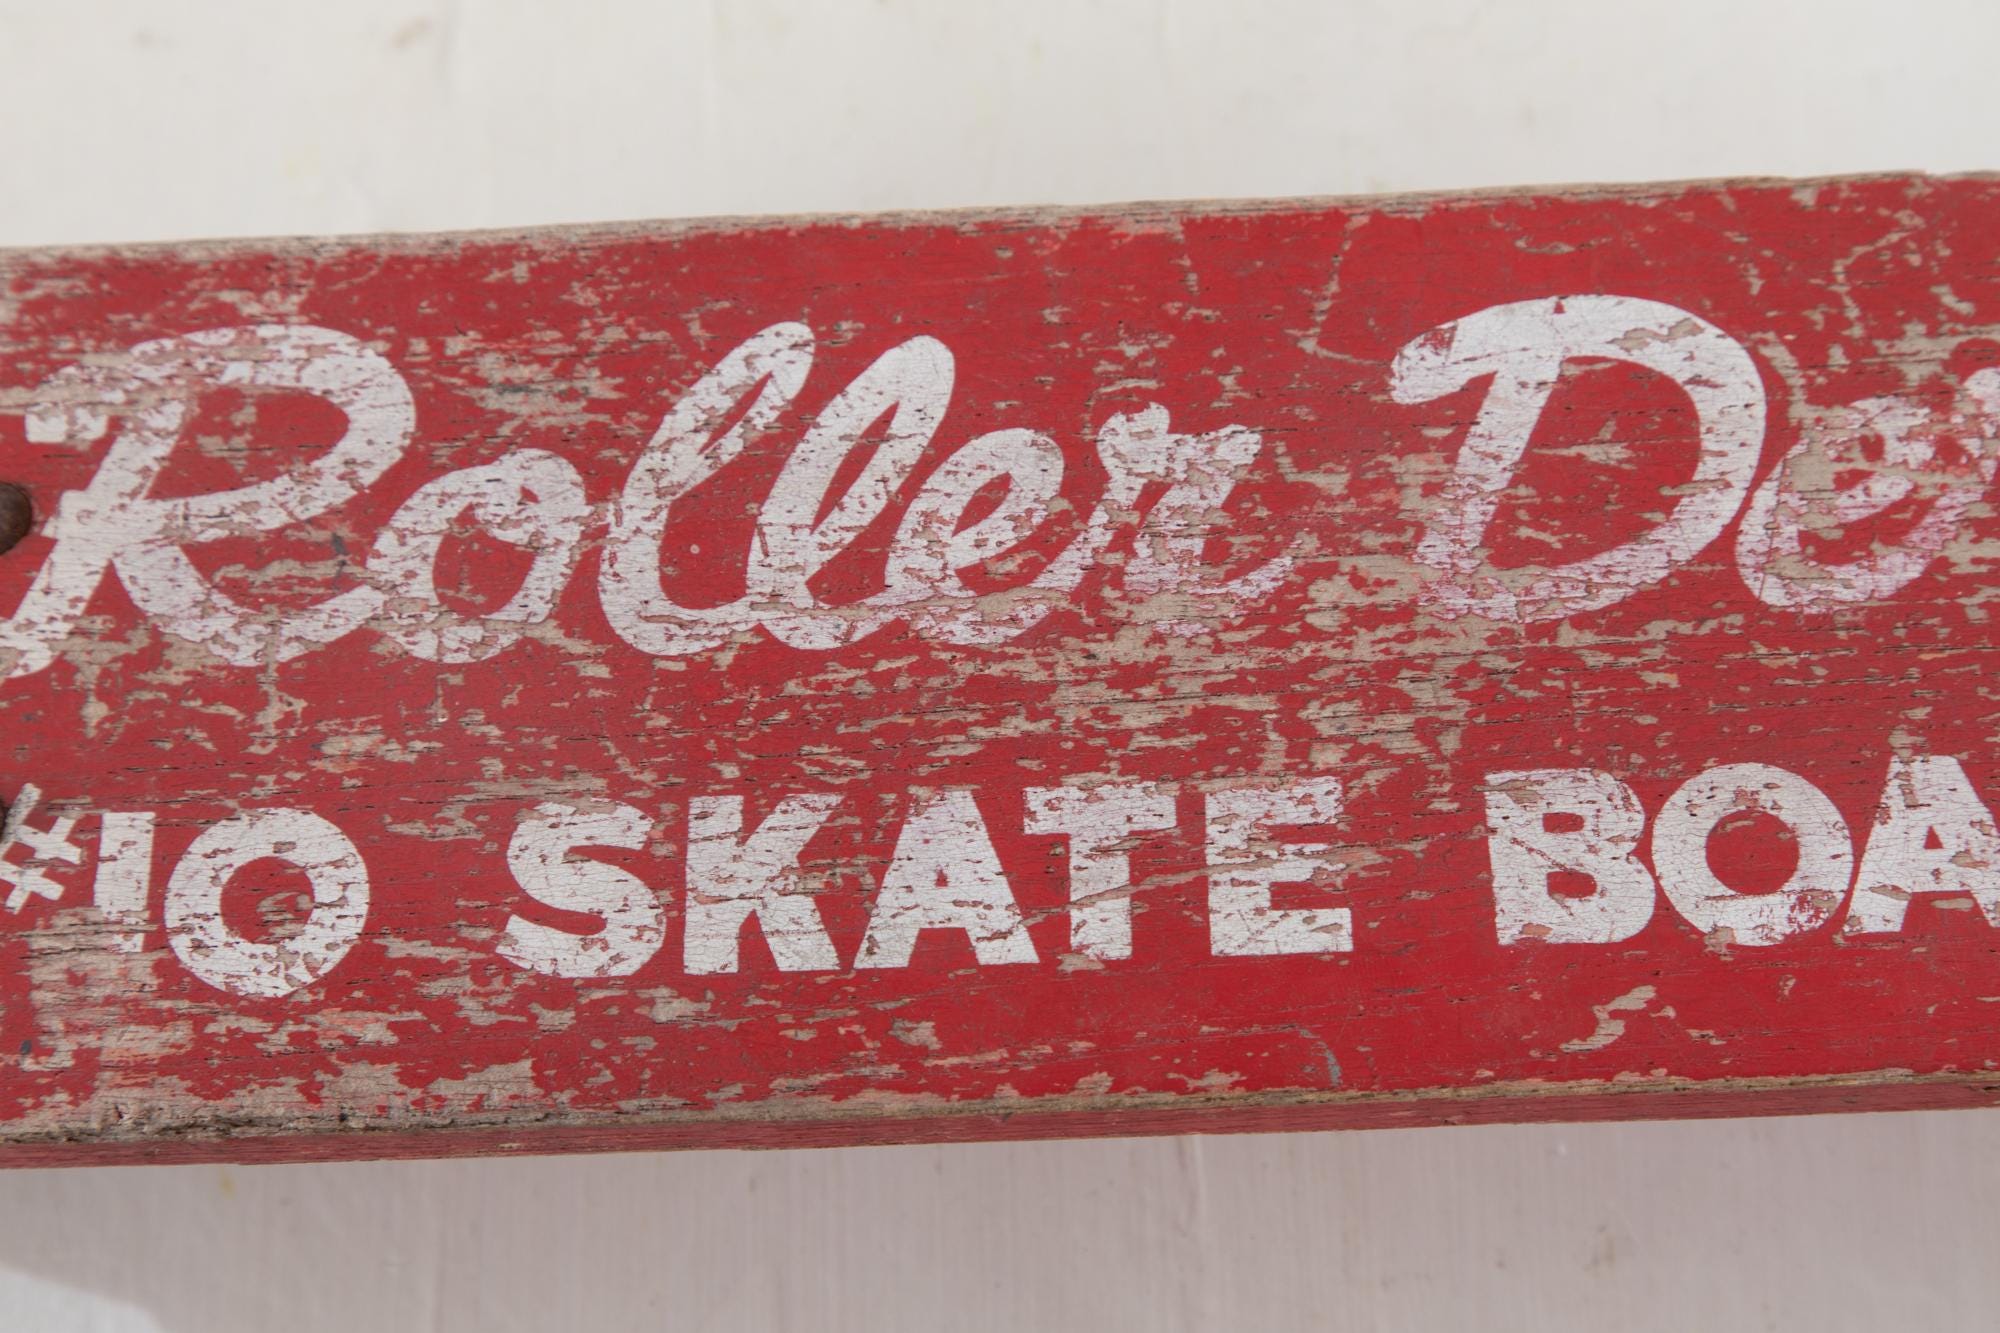 Roller De
#10 SKATE BOA